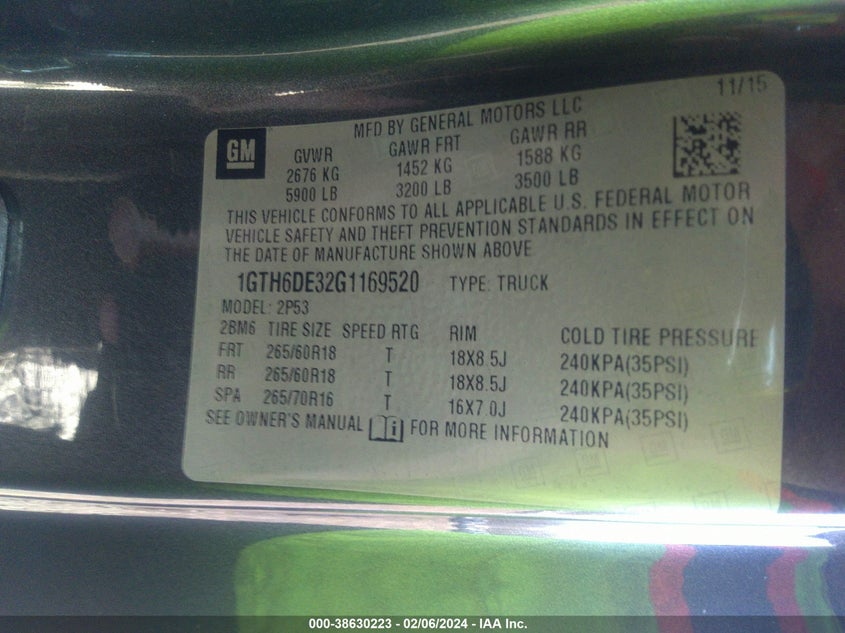 11/15
MFD BY GENERAL MOTORS LLC
GM
GVWR GAWR FRT GAWR RR
2676 KG 1452 KG 1588 KG
5900 LB 3200 LB 3500 LB
THIS VEHICLE CONFORMS TO ALL APPLICABLE U.S. FEDERAL MOTOR
VEHICLE SAFETY AND THEFT PREVENTION STANDARDS IN EFFECT ON
THE DATE OF MANUFACTURE SHOWN ABOVE
1GTH6DE32G1169520 TYPE: TRUCK
MODEL: 2P53
2BM6 TIRE SIZE SPEED RTG RIM COLD TIRE PRESSURE
FRT 265/60R18 T 18X8.5J 240KPA(35PSI)
RR 265/60R18 T 18X8.5J 240KPA(35PSI)
SPA 265/70R16 T 16X7.0J 240KPA(35PSI)
SEE OWNER'S MANUAL i FOR MORE INFORMATION
000-38630223 - 02/06/2024 - IAA Inc.